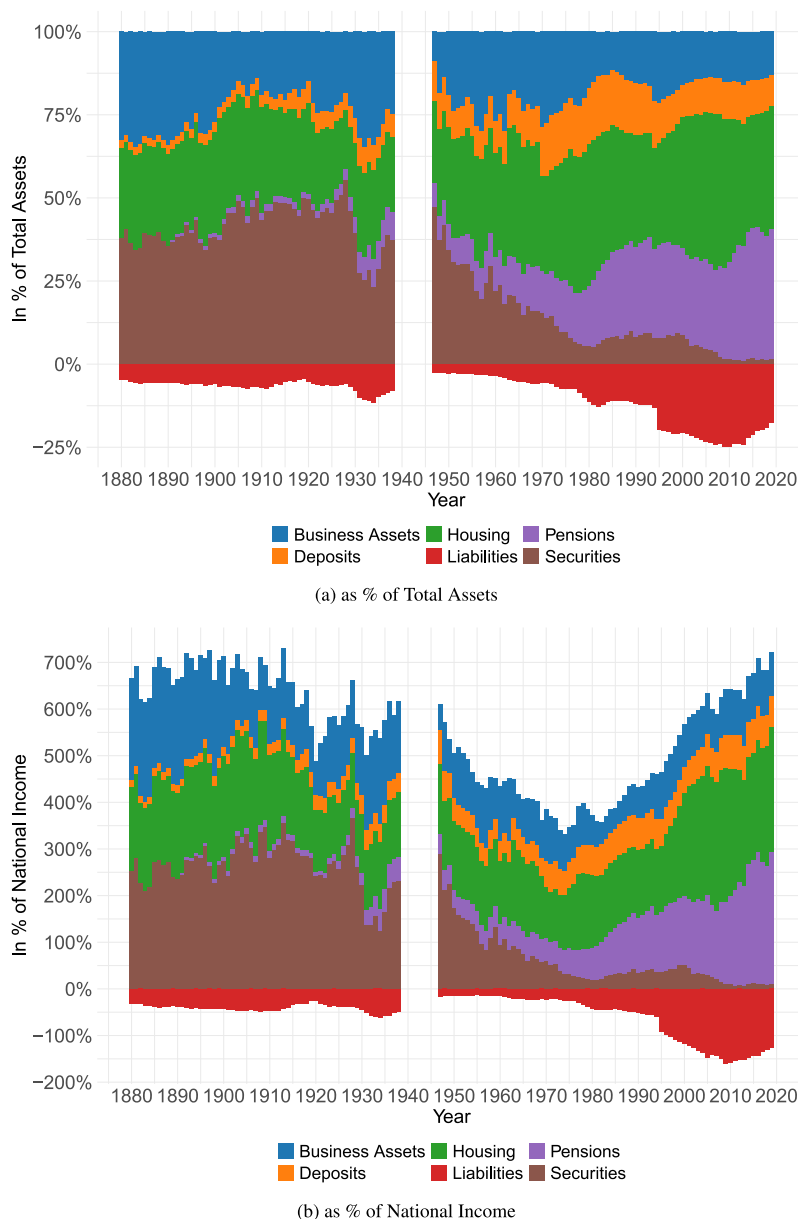 100%
75%
50%
25%
0%
−25%
In % of Total Assets
1880 1890 1900 1910 1920 1930 1940 1950 1960 1970 1980 1990 2000 2010 2020
Year
Business Assets Housing Pensions
Deposits Liabilities Securities
(a) as % of Total Assets
700%
600%
500%
400%
300%
200%
100%
0%
−100%
−200%
In % of National Income
1880 1890 1900 1910 1920 1930 1940 1950 1960 1970 1980 1990 2000 2010 2020
Year
Business Assets Housing Pensions
Deposits Liabilities Securities
(b) as % of National Income